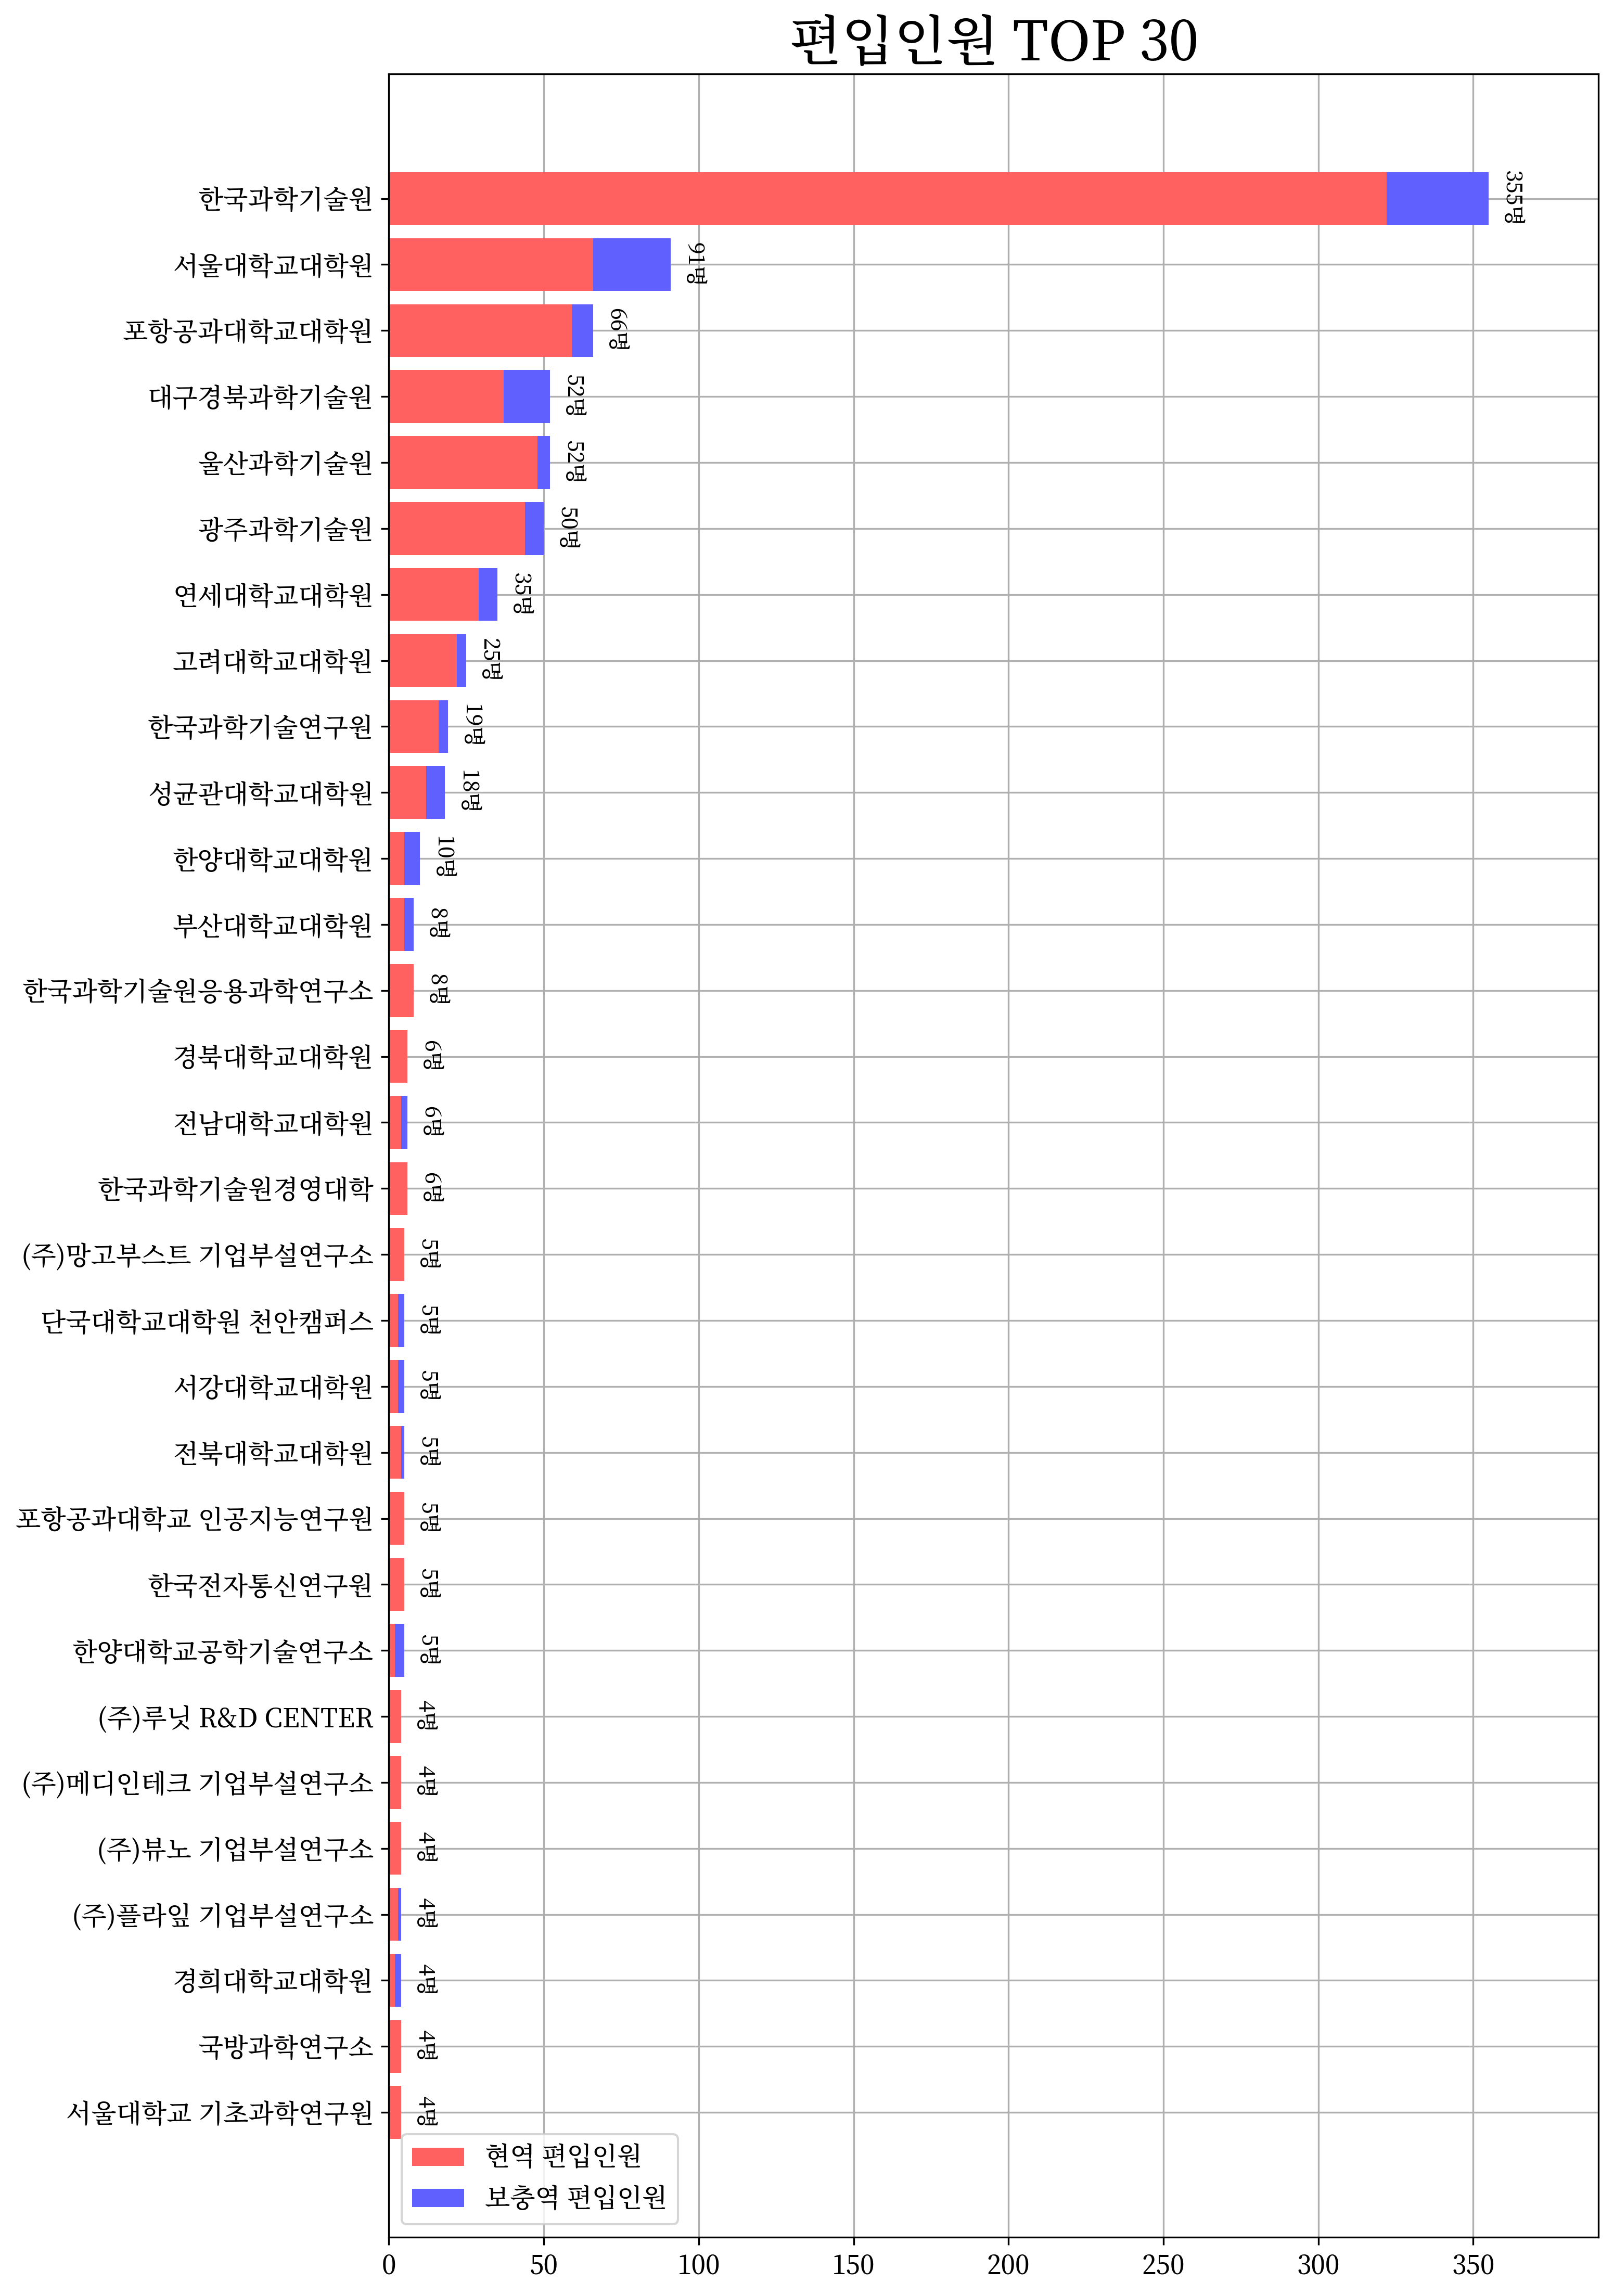 편입인원 TOP 30
한국과학기술원
355명
서울대학교대학원
91명
포항공과대학교대학원
66명
대구경북과학기술원
52명
울산과학기술원
52명
광주과학기술원
50명
연세대학교대학원
35명
고려대학교대학원
25명
한국과학기술연구원
19명
성균관대학교대학원
18명
한양대학교대학원
10명
부산대학교대학원
8명
한국과학기술원응용과학연구소
8명
경북대학교대학원
6명
전남대학교대학원
6명
한국과학기술원경영대학
6명
(주)망고부스트 기업부설연구소
5명
단국대학교대학원 천안캠퍼스
5명
서강대학교대학원
5명
전북대학교대학원
5명
포항공과대학교 인공지능연구원
5명
한국전자통신연구원
5명
한양대학교공학기술연구소
5명
(주)루닛 R&D CENTER
4명
(주)메디인테크 기업부설연구소
4명
(주)뷰노 기업부설연구소
4명
(주)플라잎 기업부설연구소
4명
경희대학교대학원
4명
국방과학연구소
4명
서울대학교 기초과학연구원
4명
현역 편입인원
보충역 편입인원
0 50 100 150 200 250 300 350